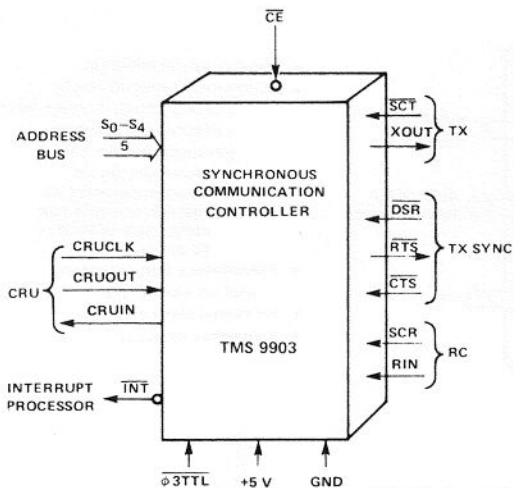 CE
SCT
XOUT
TX
ADDRESS
BUS
S0–S4
5
SYNCHRONOUS
COMMUNICATION
CONTROLLER
DSR
RTS
CTS
TX SYNC
CRU
CRUCLK
CRUOUT
CRUIN
SCR
RIN
RC
TMS 9903
INTERRUPT
PROCESSOR
INT
φ3TTL
+5 V
GND